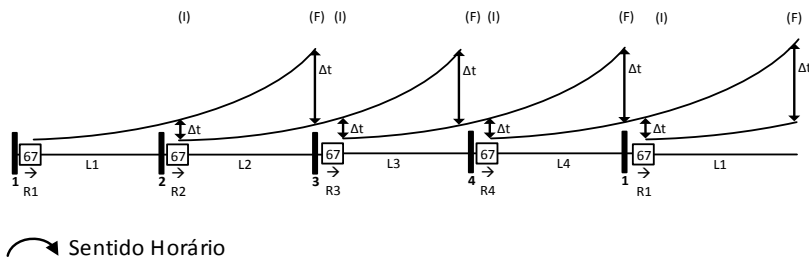 (I) (F) (I) (F) (I) (F) (I) (F)
Δt Δt Δt Δt
Δt Δt Δt Δt
67 67 67 67 67
L1 L2 L3 L4 L1
1 2 3 4 1
→ → → → →
R1 R2 R3 R4 R1
Sentido Horário